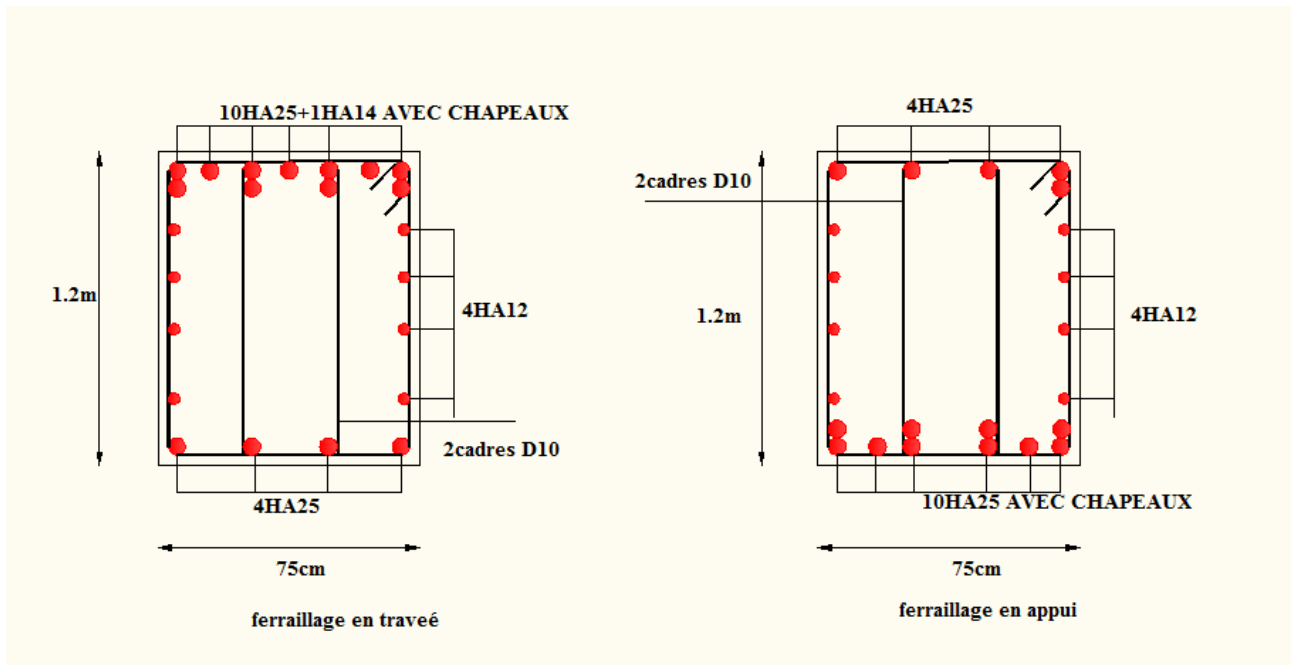 10HA25+1HA14 AVEC CHAPEAUX
1.2m
4HA12
2cadres D10
4HA25
75cm
ferraillage en traveé
4HA25
2cadres D10
1.2m
4HA12
10HA25 AVEC CHAPEAUX
75cm
ferraillage en appui